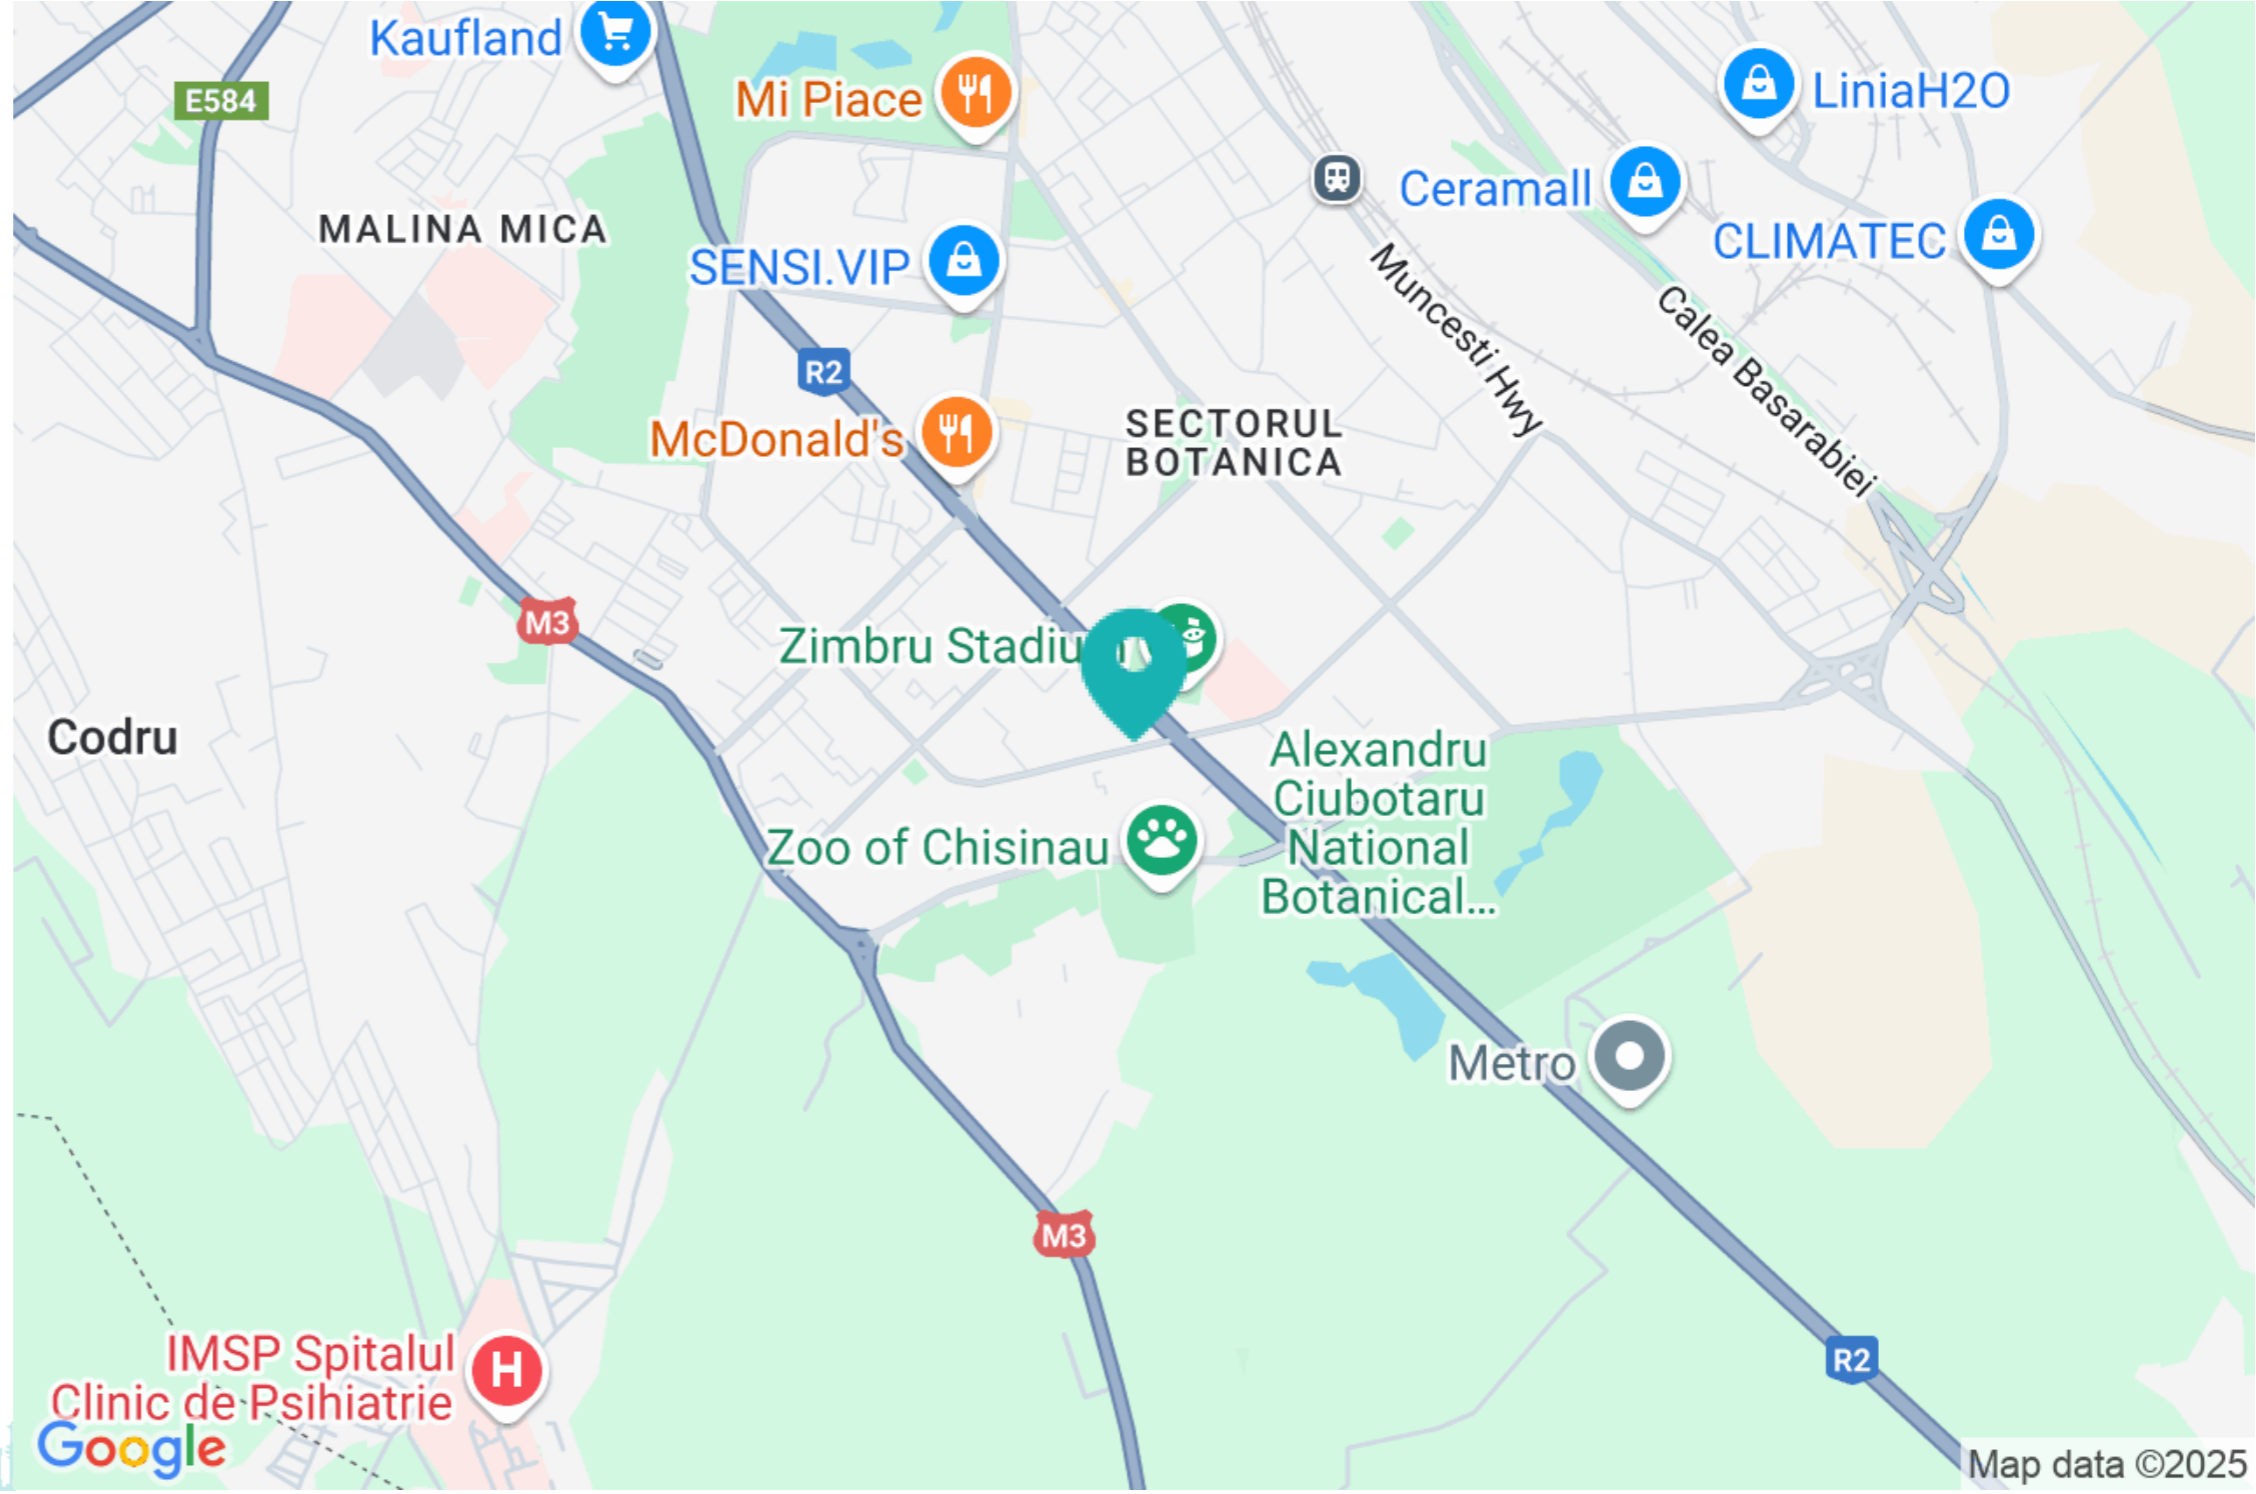 Kaufland
E584
Mi Piace
LiniaH2O
Ceramall
MALINA MICA
CLIMATEC
SENSI.VIP
Muncesti Hwy
Calea Basarabiei
R2
McDonald's
SECTORUL
BOTANICA
M3
Zimbru Stadiu
Codru
Alexandru
Ciubotaru
National
Botanical...
Zoo of Chisinau
Metro
M3
IMSP Spitalul
Clinic de Psihiatrie
H
R2
Google
Map data ©2025